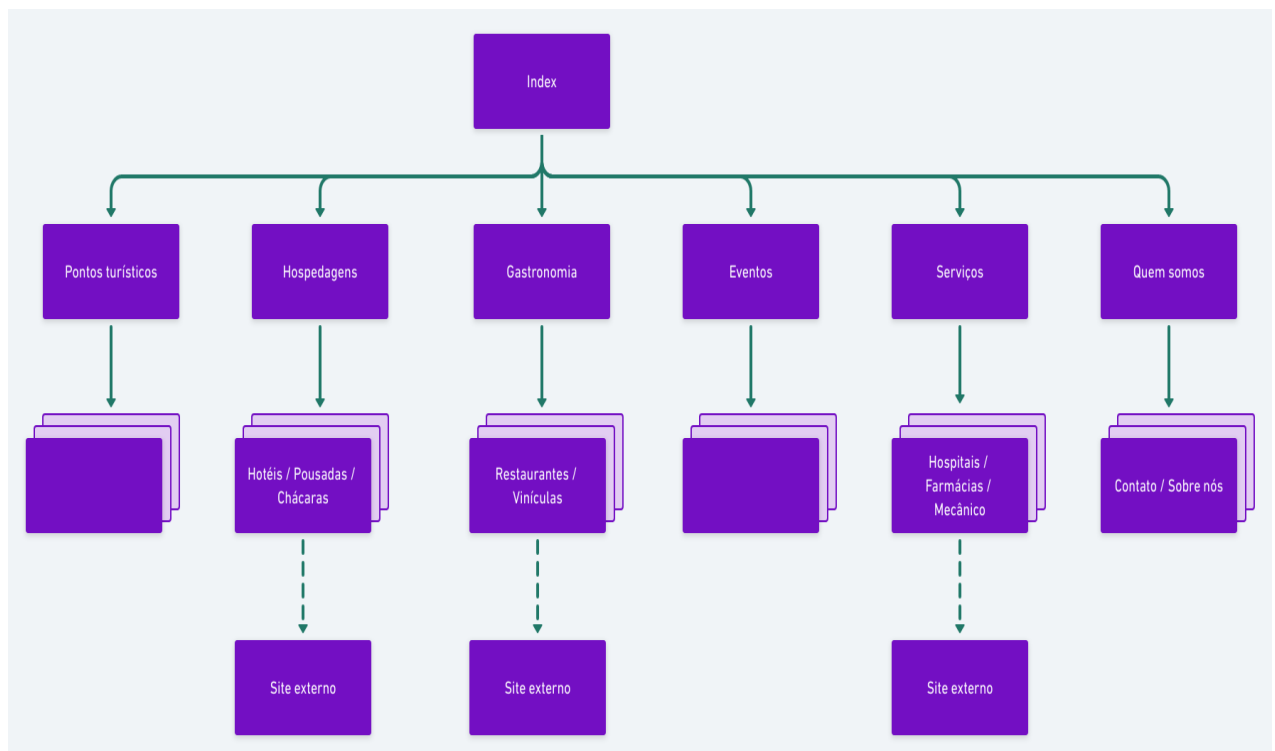 Index
Pontos turísticos
Hospedagens
Gastronomia
Eventos
Serviços
Quem somos
Hotéis / Pousadas /
Chácaras
Restaurantes /
Vinículas
Hospitais /
Farmácias /
Mecânico
Contato / Sobre nós
Site externo
Site externo
Site externo